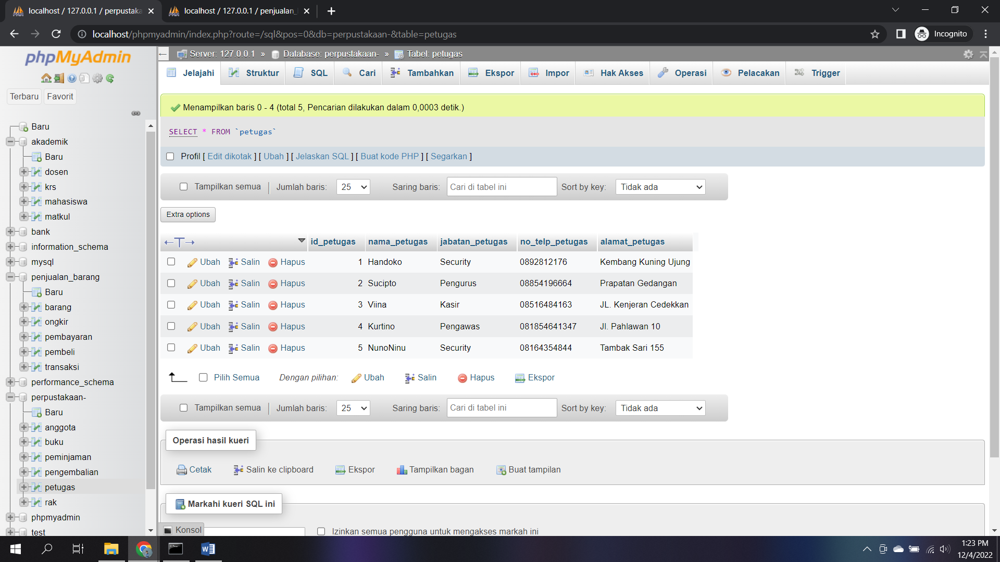 localhost / 127.0.0.1 / perpustaka
localhost / 127.0.0.1 / penjualan_
localhost/phpmyadmin/index.php?route=/sql&pos=0&db=perpustakaan-&table=petugas
Incognito
phpMyAdmin
Terbaru Favorit
Baru
akademik
Baru
dosen
krs
mahasiswa
matkul
bank
information_schema
mysql
penjualan_barang
Baru
barang
ongkir
pembayaran
pembeli
transaksi
performance_schema
perpustakaan-
Baru
anggota
buku
peminjaman
pengembalian
petugas
rak
phpmyadmin
test
Server: 127.0.0.1 » Database: perpustakaan- » Tabel: petugas
Jelajahi Struktur SQL Cari Tambahkan Ekspor Impor Hak Akses Operasi Pelacakan Trigger
Menampilkan baris 0 - 4 (total 5, Pencarian dilakukan dalam 0,0003 detik.)
SELECT * FROM `petugas`
Profil [ Edit dikotak ] [ Ubah ] [ Jelaskan SQL ] [ Buat kode PHP ] [ Segarkan ]
Tampilkan semua Jumlah baris: 25 Saring baris: Cari di tabel ini Sort by key: Tidak ada
Extra options
id_petugas nama_petugas jabatan_petugas no_telp_petugas alamat_petugas
Ubah Salin Hapus 1 Handoko Security 0892812176 Kembang Kuning Ujung
Ubah Salin Hapus 2 Sucipto Pengurus 08854196664 Prapatan Gedangan
Ubah Salin Hapus 3 Viina Kasir 08516484163 JL. Kenjeran Cedekkan
Ubah Salin Hapus 4 Kurtino Pengawas 081854641347 Jl. Pahlawan 10
Ubah Salin Hapus 5 NunoNinu Security 08164354844 Tambak Sari 155
Pilih Semua Dengan pilihan: Ubah Salin Hapus Ekspor
Tampilkan semua Jumlah baris: 25 Saring baris: Cari di tabel ini Sort by key: Tidak ada
Operasi hasil kueri
Cetak Salin ke clipboard Ekspor Tampilkan bagan Buat tampilan
Markahi kueri SQL ini
Konsol
Izinkan semua pengguna untuk mengakses markah ini
1:23 PM
12/4/2022